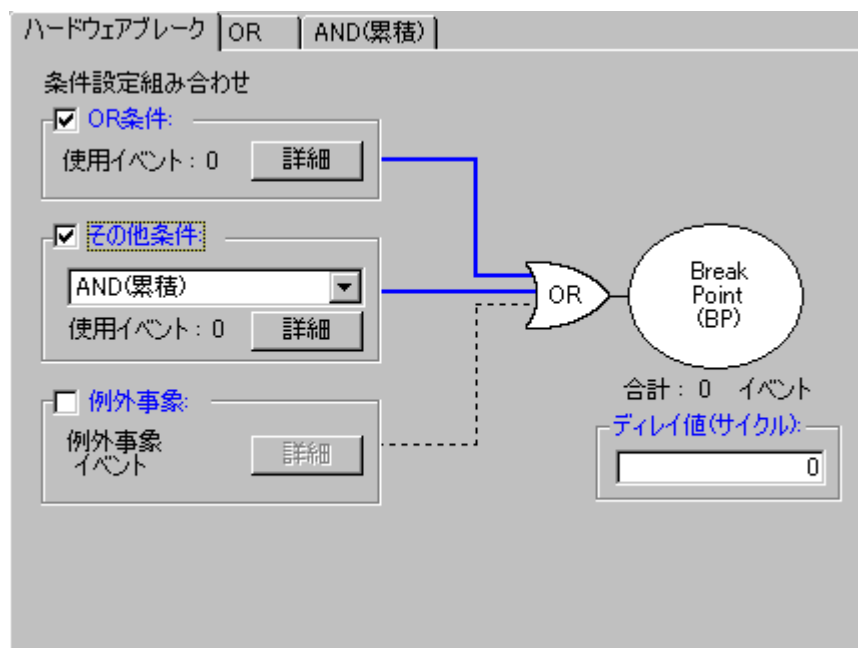 ハードウェアブレーク OR AND(累積)
条件設定組み合わせ
OR条件:
使用イベント : 0 詳細
その他条件:
AND(累積)
使用イベント : 0 詳細
例外事象:
例外事象
イベント
詳細
OR
Break
Point
(BP)
合計 : 0 イベント
ディレイ値(サイクル):
0